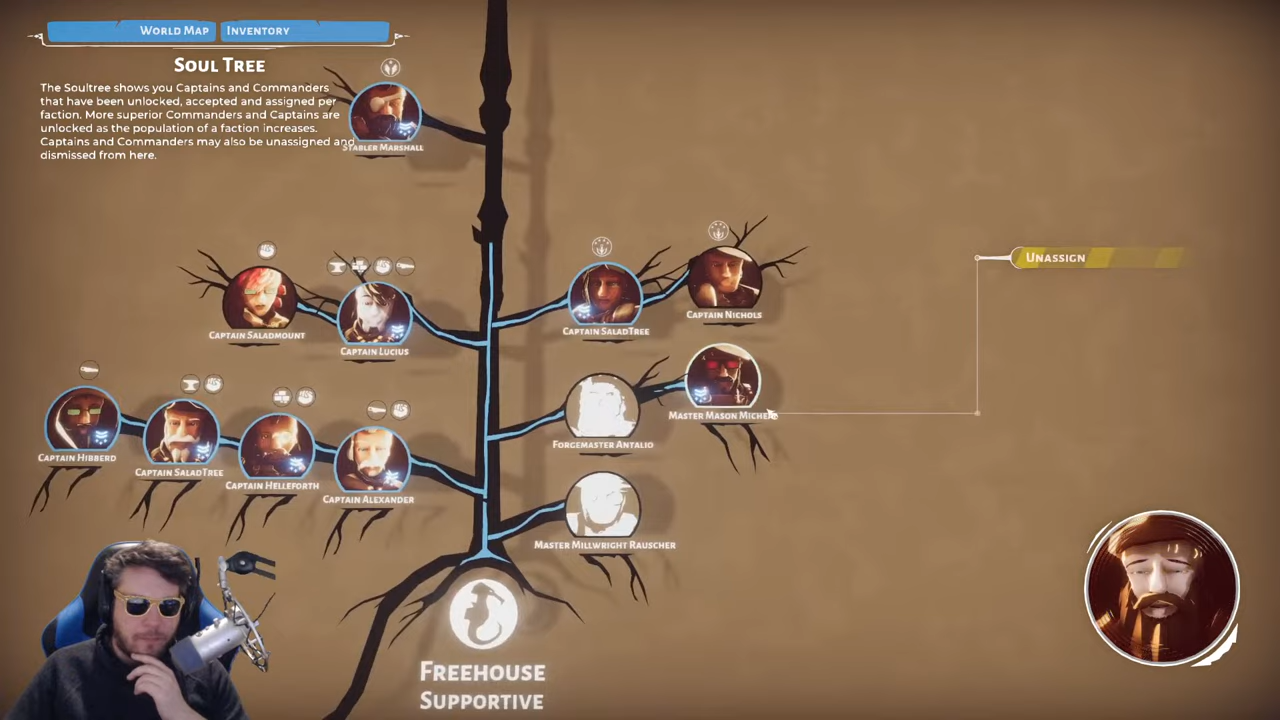 WORLD MAP
INVENTORY
SOUL TREE
The Soultree shows you Captains and Commanders
that have been unlocked, accepted and assigned per
faction. More superior Commanders and Captains are
unlocked as the population of a faction increases.
Captains and Commanders may also be unassigned and
dismissed from here.
STABLER MARSHALL
CAPTAIN SALADMOUNT
CAPTAIN LUCIUS
CAPTAIN SALADTREE
CAPTAIN NICHOLS
UNASSIGN
CAPTAIN HIBBERD
CAPTAIN SALADTREE
CAPTAIN HELLEFORTH
CAPTAIN ALEXANDER
FORGEMASTER ANTALIO
MASTER MASON
MASTER MILLWRIGHT RAUSCHER
FREEHOUSE
SUPPORTIVE